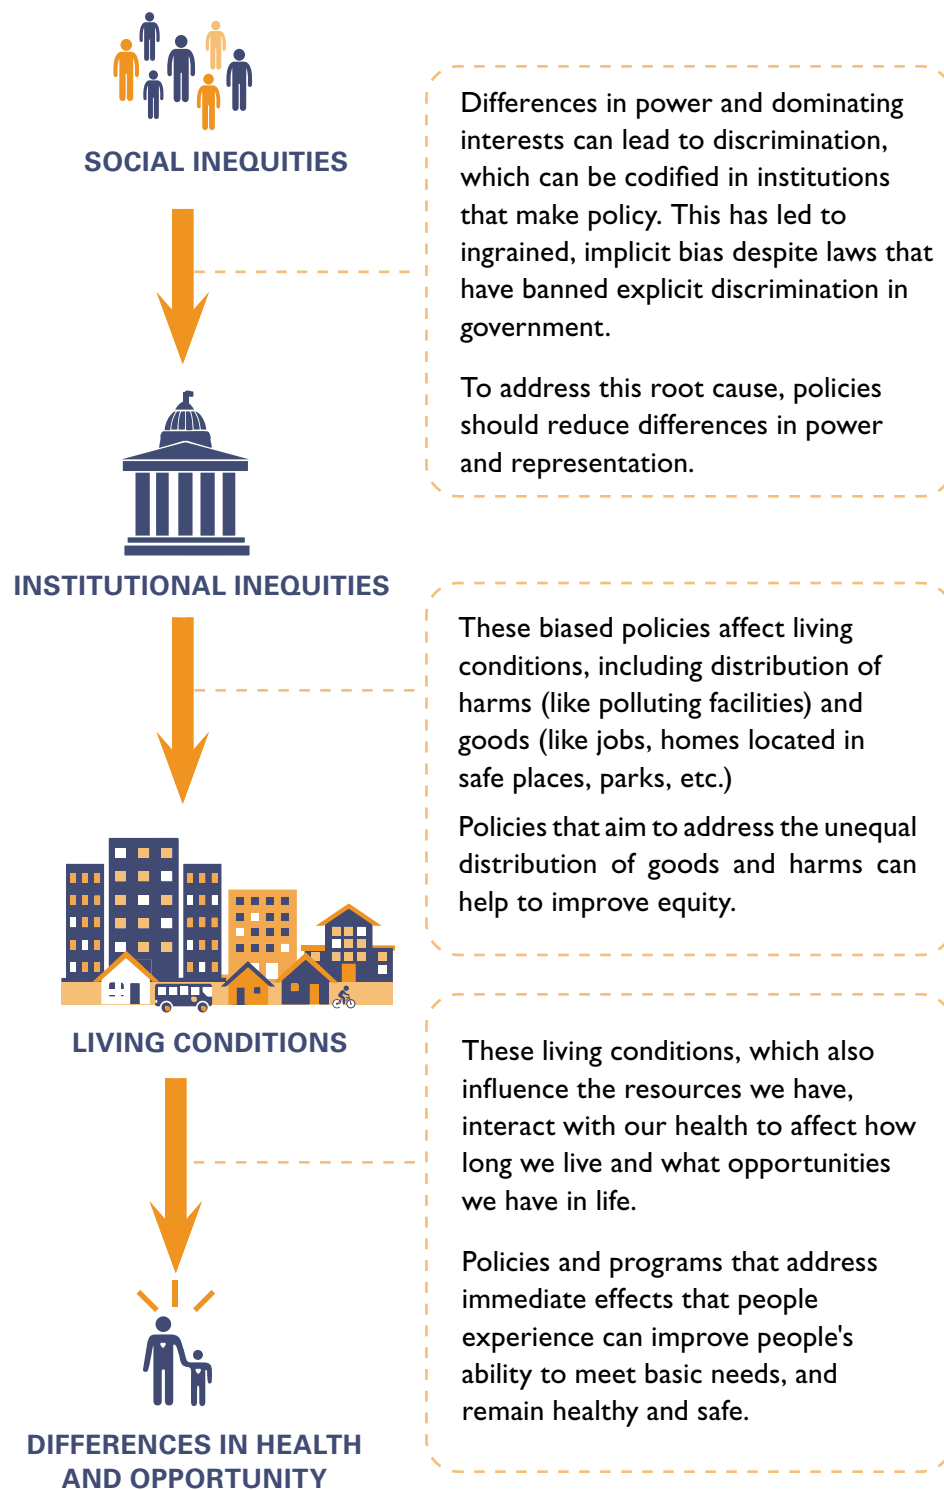 SOCIAL INEQUITIES
Differences in power and dominating
interests can lead to discrimination,
which can be codified in institutions
that make policy. This has led to
ingrained, implicit bias despite laws that
have banned explicit discrimination in
government.
To address this root cause, policies
should reduce differences in power
and representation.
INSTITUTIONAL INEQUITIES
These biased policies affect living
conditions, including distribution of
harms (like polluting facilities) and
goods (like jobs, homes located in
safe places, parks, etc.)
Policies that aim to address the unequal
distribution of goods and harms can
help to improve equity.
LIVING CONDITIONS
These living conditions, which also
influence the resources we have,
interact with our health to affect how
long we live and what opportunities
we have in life.
Policies and programs that address
immediate effects that people
experience can improve people's
ability to meet basic needs, and
remain healthy and safe.
DIFFERENCES IN HEALTH
AND OPPORTUNITY